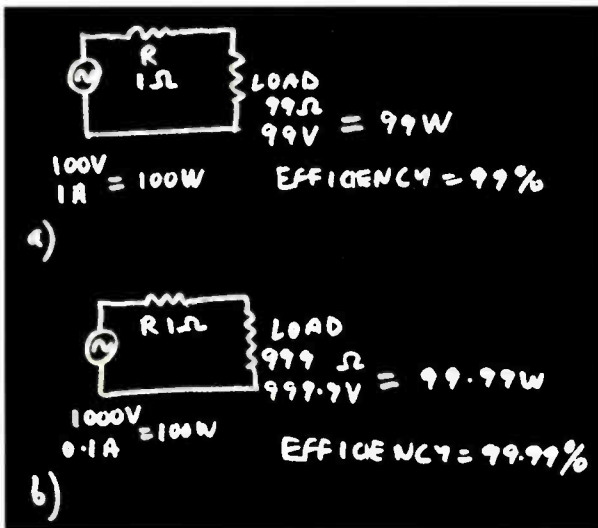 R
1Ω
LOAD
99Ω
99V = 99W
100V
1A = 100W
EFFICIENCY = 99%
a)
R 1Ω
LOAD
999 Ω
999.9V = 99.99W
1000V
0.1A = 100W
EFFICIENCY = 99.99%
b)